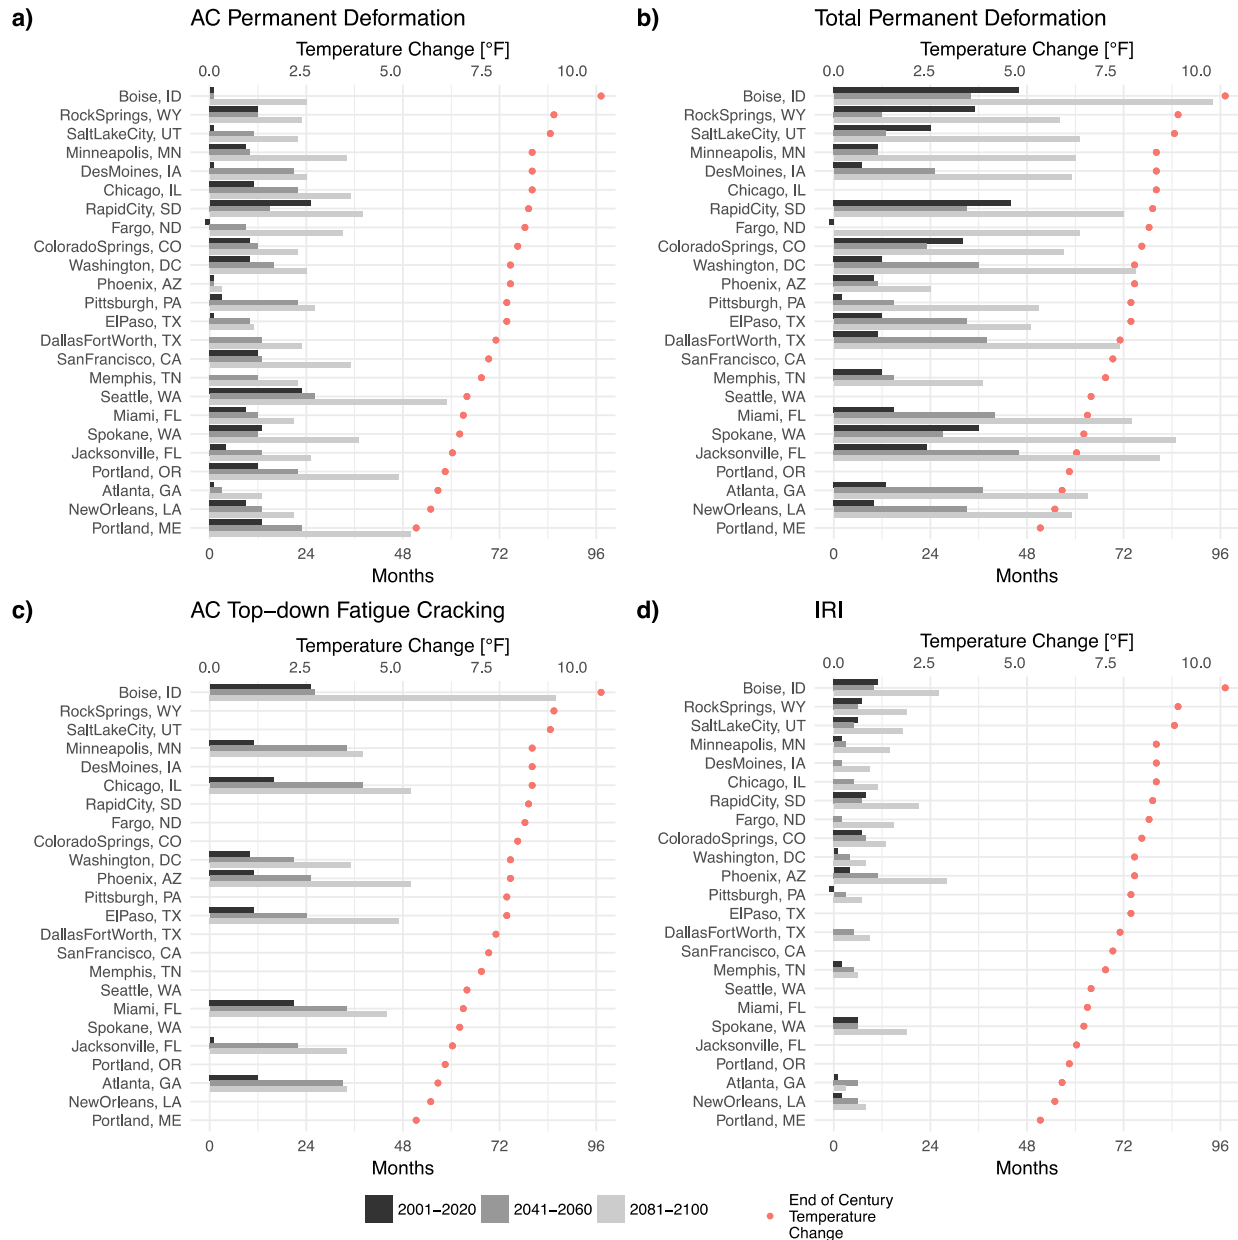 a) AC Permanent Deformation
Temperature Change [°F]
0.0 2.5 5.0 7.5 10.0
Boise, ID
RockSprings, WY
SaltLakeCity, UT
Minneapolis, MN
DesMoines, IA
Chicago, IL
RapidCity, SD
Fargo, ND
ColoradoSprings, CO
Washington, DC
Phoenix, AZ
Pittsburgh, PA
ElPaso, TX
DallasFortWorth, TX
SanFrancisco, CA
Memphis, TN
Seattle, WA
Miami, FL
Spokane, WA
Jacksonville, FL
Portland, OR
Atlanta, GA
NewOrleans, LA
Portland, ME
0 24 48 72 96
Months
b) Total Permanent Deformation
Temperature Change [°F]
0.0 2.5 5.0 7.5 10.0
Boise, ID
RockSprings, WY
SaltLakeCity, UT
Minneapolis, MN
DesMoines, IA
Chicago, IL
RapidCity, SD
Fargo, ND
ColoradoSprings, CO
Washington, DC
Phoenix, AZ
Pittsburgh, PA
ElPaso, TX
DallasFortWorth, TX
SanFrancisco, CA
Memphis, TN
Seattle, WA
Miami, FL
Spokane, WA
Jacksonville, FL
Portland, OR
Atlanta, GA
NewOrleans, LA
Portland, ME
0 24 48 72 96
Months
c) AC Top−down Fatigue Cracking
Temperature Change [°F]
0.0 2.5 5.0 7.5 10.0
Boise, ID
RockSprings, WY
SaltLakeCity, UT
Minneapolis, MN
DesMoines, IA
Chicago, IL
RapidCity, SD
Fargo, ND
ColoradoSprings, CO
Washington, DC
Phoenix, AZ
Pittsburgh, PA
ElPaso, TX
DallasFortWorth, TX
SanFrancisco, CA
Memphis, TN
Seattle, WA
Miami, FL
Spokane, WA
Jacksonville, FL
Portland, OR
Atlanta, GA
NewOrleans, LA
Portland, ME
0 24 48 72 96
Months
d) IRI
Temperature Change [°F]
0.0 2.5 5.0 7.5 10.0
Boise, ID
RockSprings, WY
SaltLakeCity, UT
Minneapolis, MN
DesMoines, IA
Chicago, IL
RapidCity, SD
Fargo, ND
ColoradoSprings, CO
Washington, DC
Phoenix, AZ
Pittsburgh, PA
ElPaso, TX
DallasFortWorth, TX
SanFrancisco, CA
Memphis, TN
Seattle, WA
Miami, FL
Spokane, WA
Jacksonville, FL
Portland, OR
Atlanta, GA
NewOrleans, LA
Portland, ME
0 24 48 72 96
Months
2001−2020 2041−2060 2081−2100
End of Century
Temperature
Change